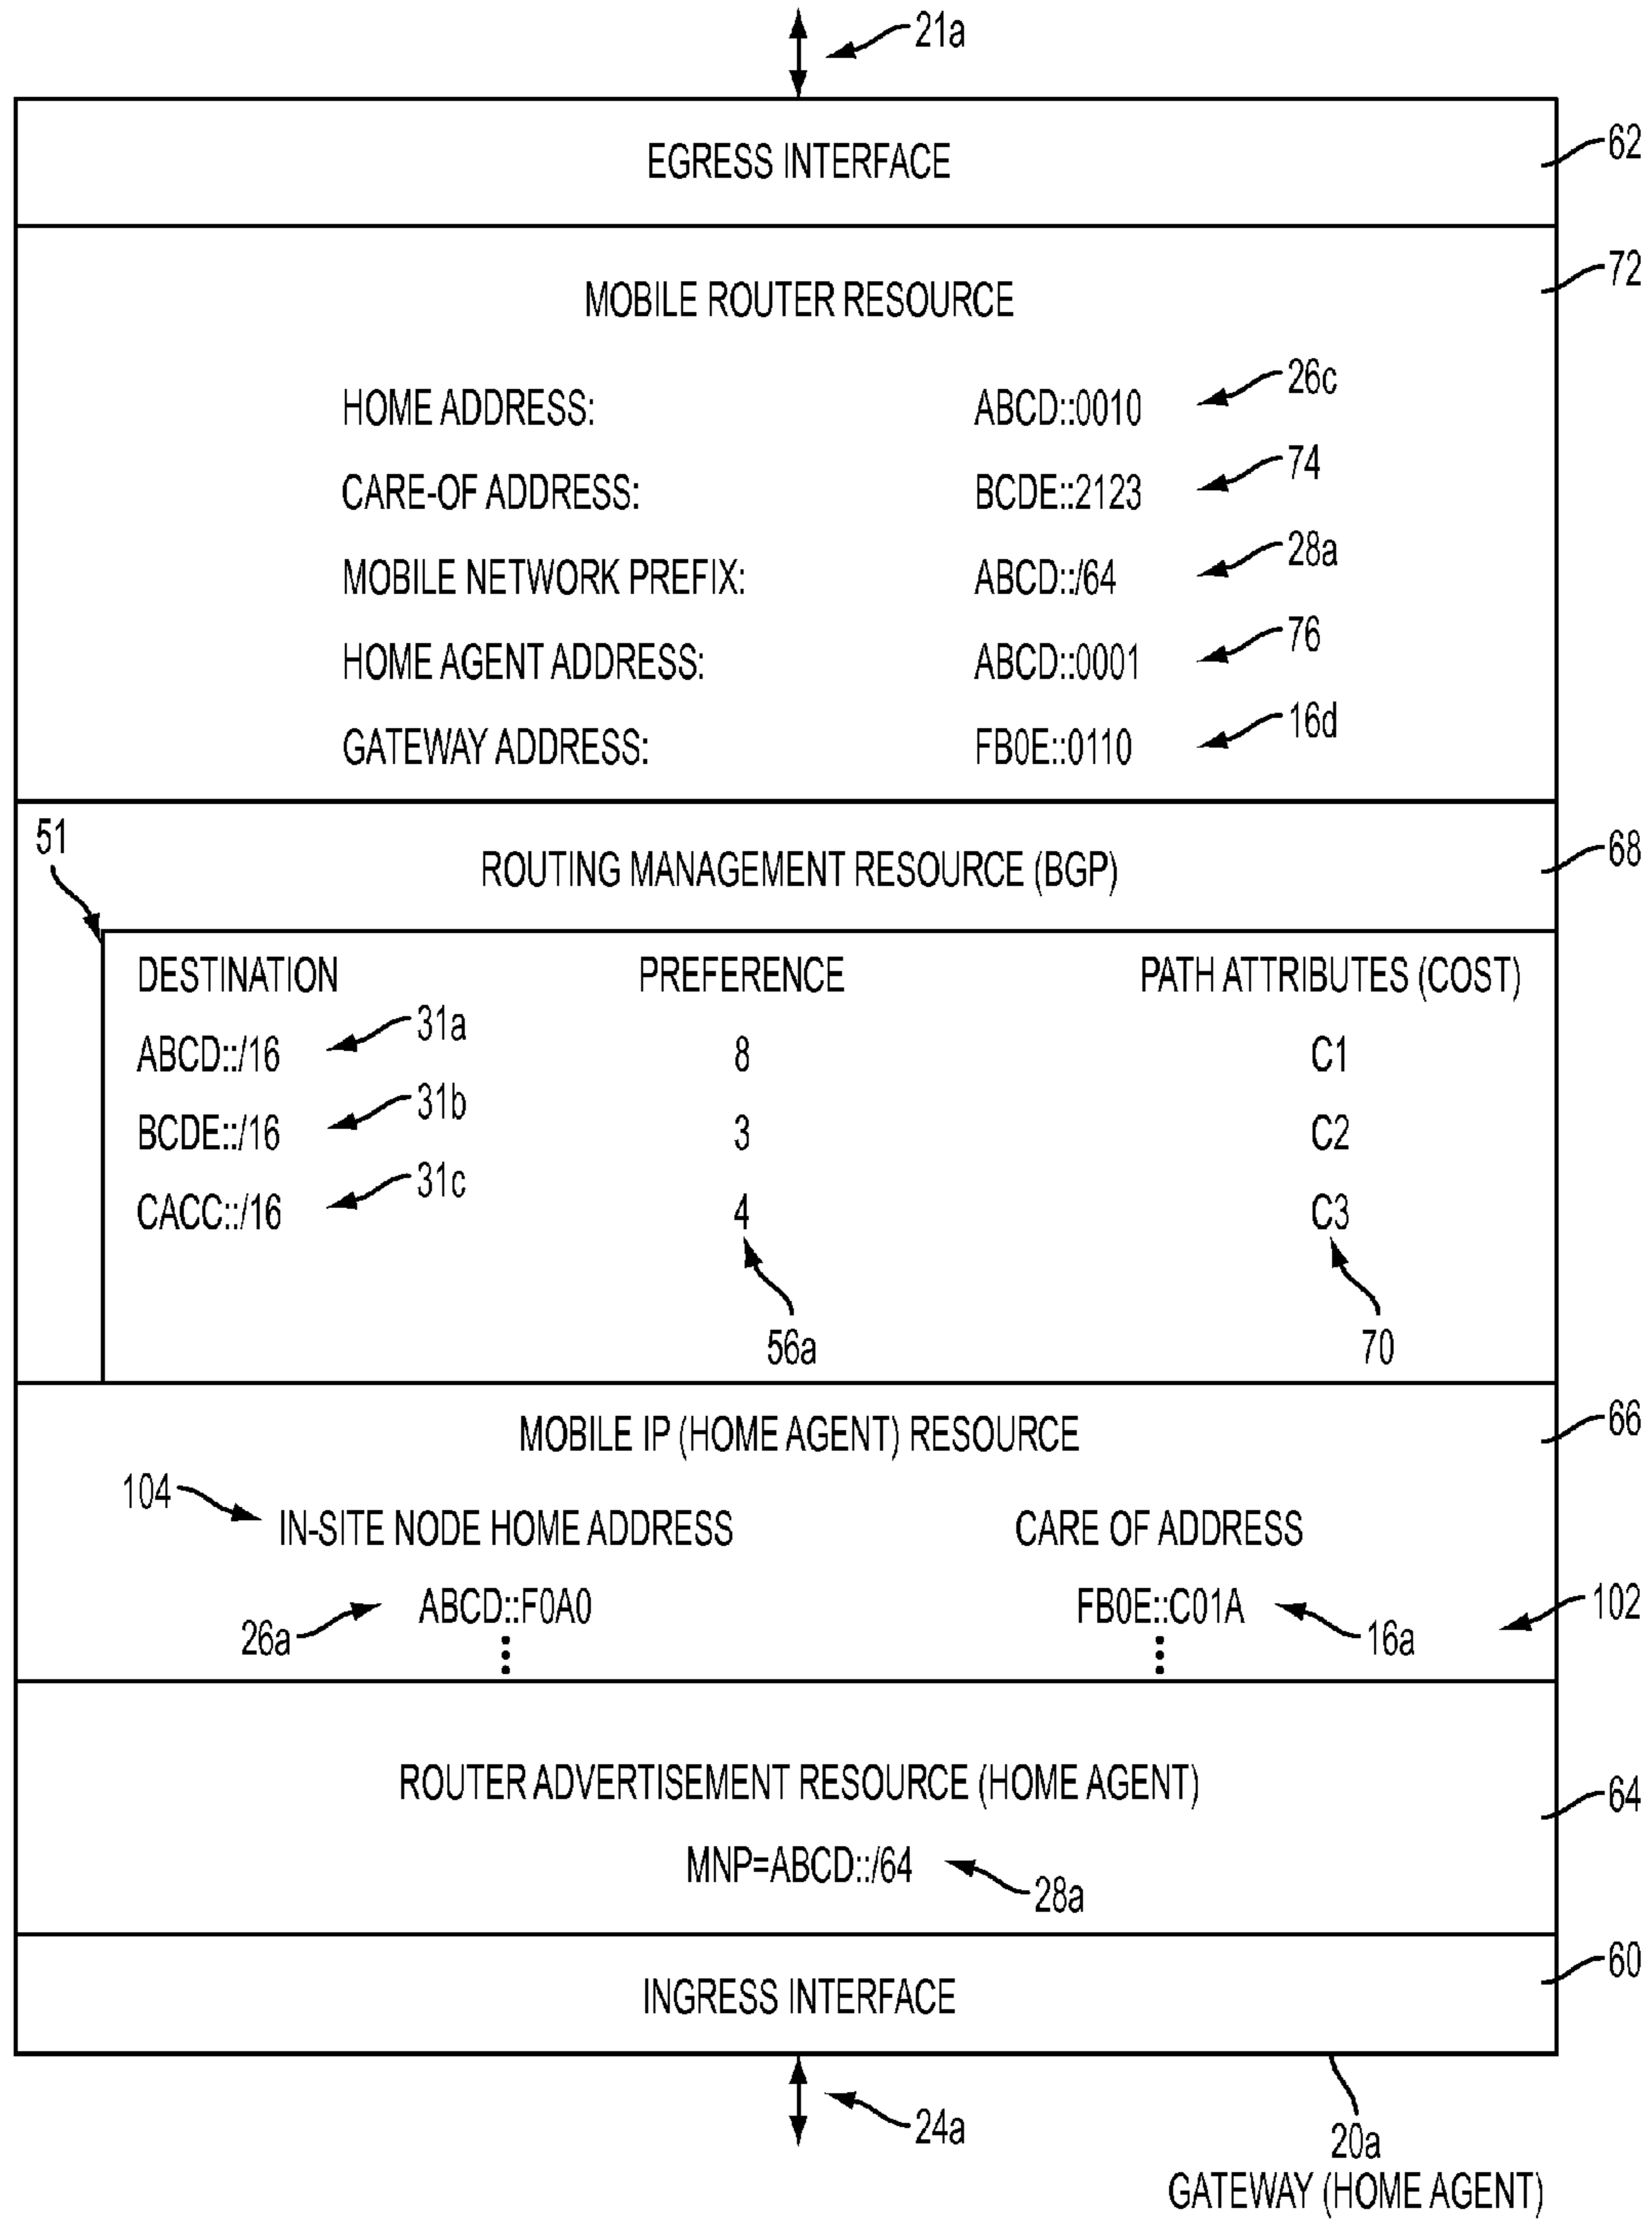 21a
EGRESS INTERFACE 62
72
MOBILE ROUTER RESOURCE
HOME ADDRESS: ABCD::0010 26c
CARE-OF ADDRESS: BCDE::2123 74
MOBILE NETWORK PREFIX: ABCD::/64 28a
HOME AGENT ADDRESS: ABCD::0001 76
GATEWAY ADDRESS: FB0E::0110 16d
51
ROUTING MANAGEMENT RESOURCE (BGP) 68
DESTINATION PREFERENCE PATH ATTRIBUTES (COST)
ABCD::/16 31a 8 C1
BCDE::/16 31b 3 C2
CACC::/16 31c 4 C3
56a 70
MOBILE IP (HOME AGENT) RESOURCE 66
104
IN-SITE NODE HOME ADDRESS CARE OF ADDRESS
26a ABCD::F0A0 FB0E::C01A 16a 102
ROUTER ADVERTISEMENT RESOURCE (HOME AGENT) 64
MNP=ABCD::/64 28a
INGRESS INTERFACE 60
24a
20a
GATEWAY (HOME AGENT)